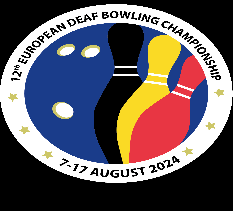 12th EUROPEAN DEAF BOWLING CHAMPIONSHIP
7-17 AUGUST 2024